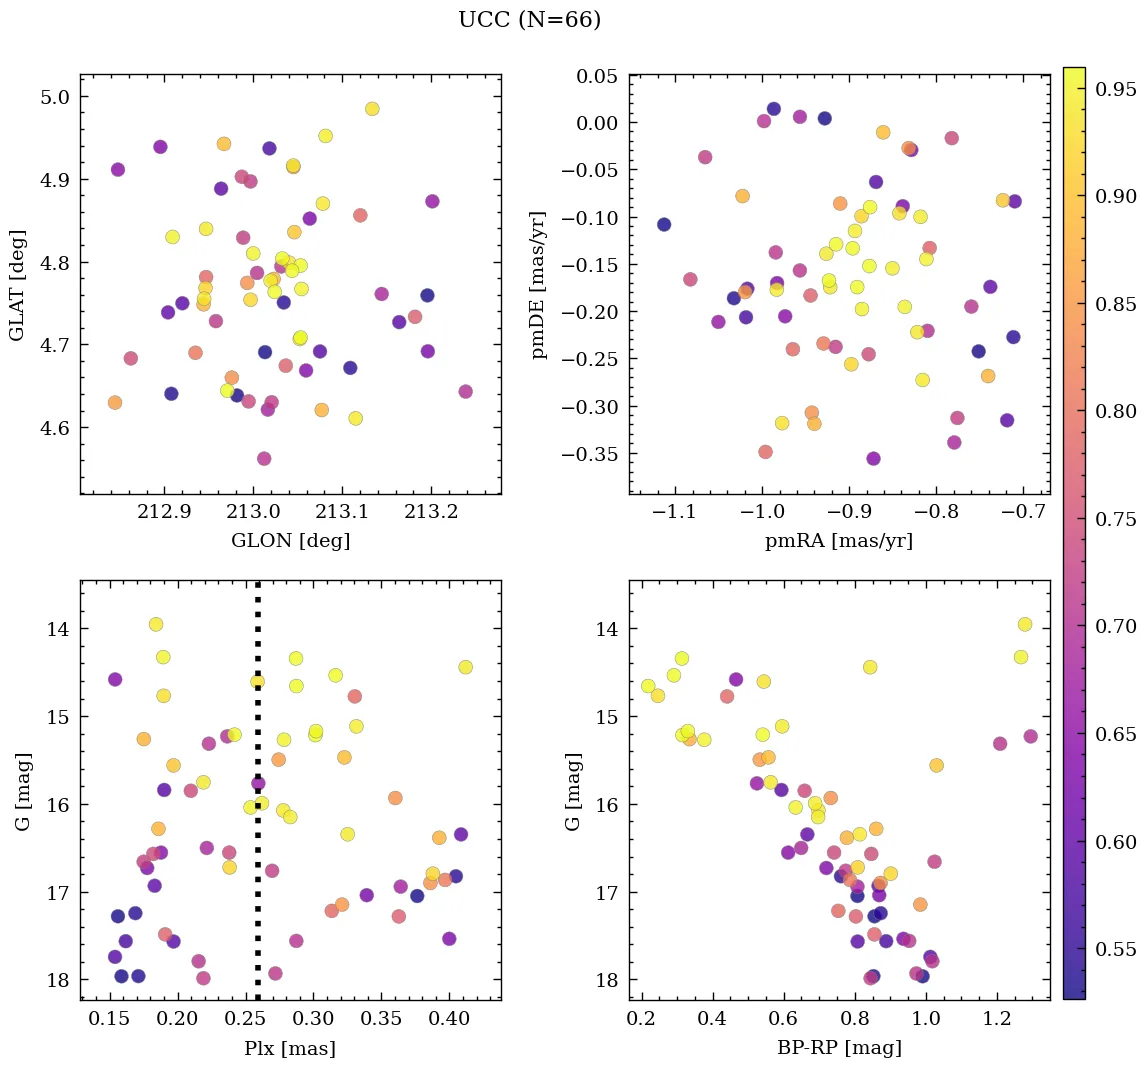 UCC (N=66)
5.0
4.9
4.8
4.7
4.6
GLAT [deg]
212.9 213.0 213.1 213.2
GLON [deg]
0.05
0.00
−0.05
−0.10
−0.15
−0.20
−0.25
−0.30
−0.35
pmDE [mas/yr]
−1.1 −1.0 −0.9 −0.8 −0.7
pmRA [mas/yr]
14
15
16
17
18
G [mag]
0.15 0.20 0.25 0.30 0.35 0.40
Plx [mas]
14
15
16
17
18
G [mag]
0.2 0.4 0.6 0.8 1.0 1.2
BP-RP [mag]
0.95
0.90
0.85
0.80
0.75
0.70
0.65
0.60
0.55